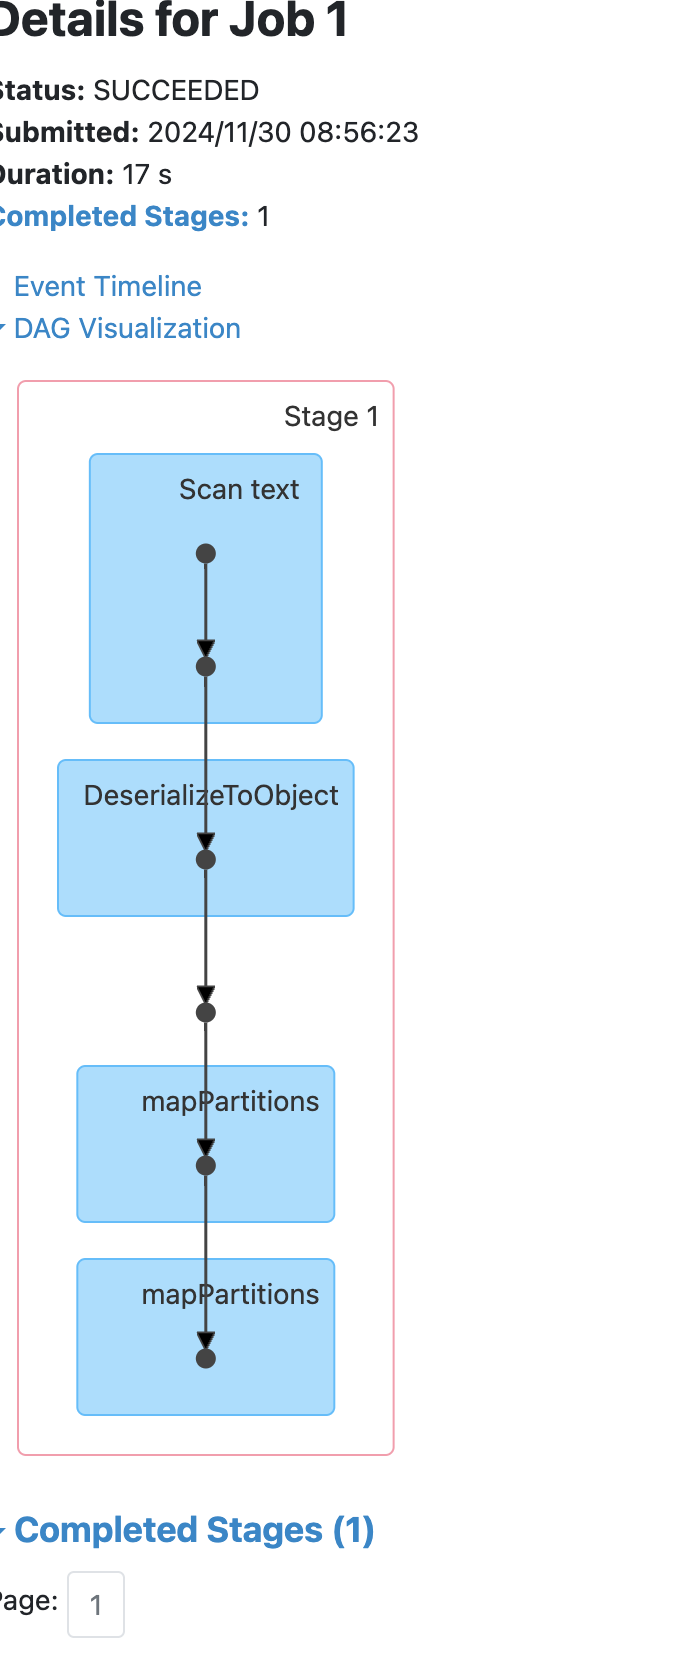 Details for Job 1
Status: SUCCEEDED
Submitted: 2024/11/30 08:56:23
Duration: 17 s
Completed Stages: 1
Event Timeline
DAG Visualization
Stage 1
Scan text
DeserializeToObject
mapPartitions
mapPartitions
Completed Stages (1)
Page: 1